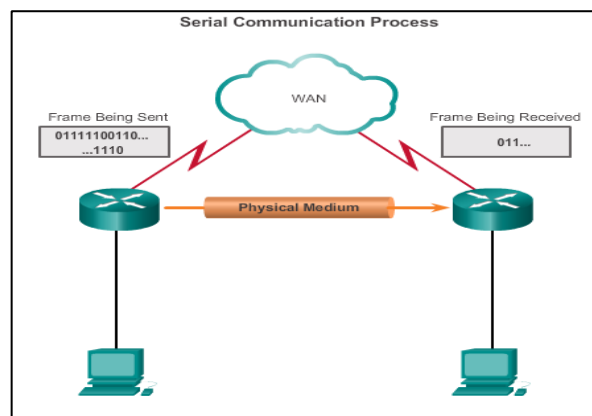 Serial Communication Process
WAN
Frame Being Sent
01111100110...
...1110
Frame Being Received
011...
Physical Medium